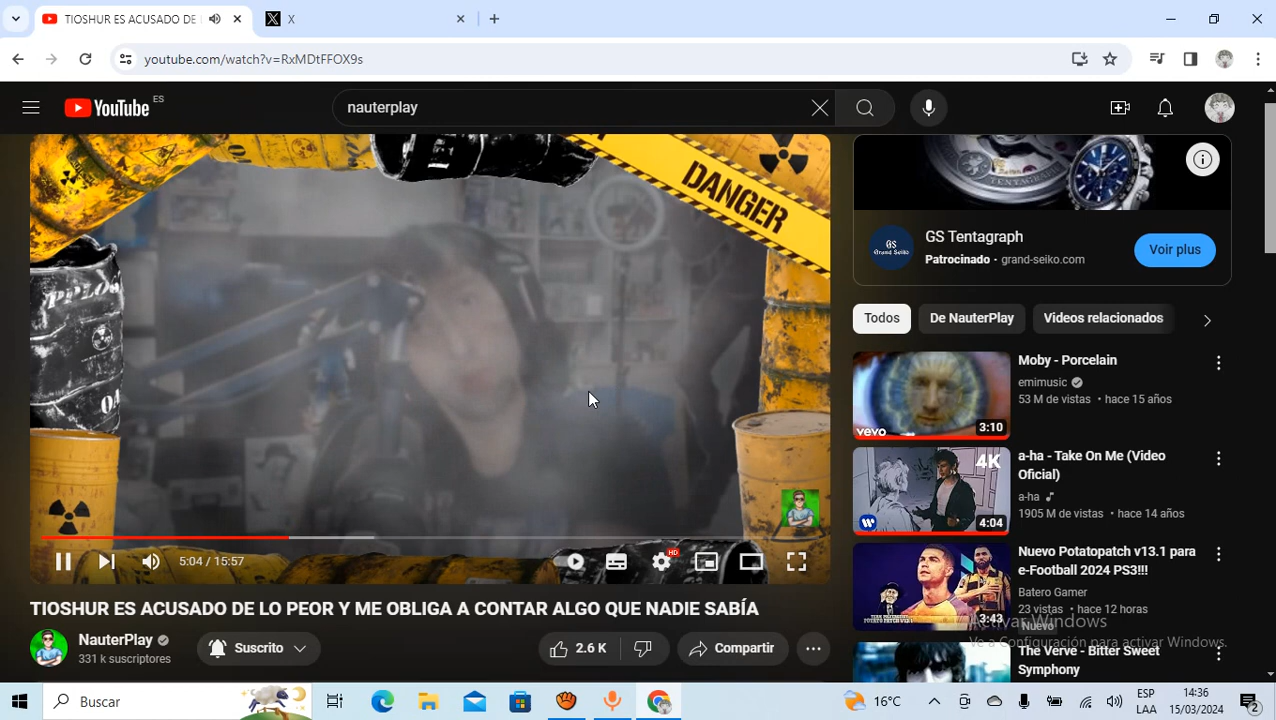 TIOSHUR ES ACUSADO DE
X
youtube.com/watch?v=RxMDtFFOX9s
YouTube ES
nauterplay
DANGER
GS Tentagraph
Patrocinado · grand-seiko.com
Voir plus
Todos
De NauterPlay
Videos relacionados
Moby - Porcelain
emimusic
53 M de vistas · hace 15 años
vevo
3:10
a-ha - Take On Me (Video
Oficial)
a-ha
1905 M de vistas · hace 14 años
4K
4:04
Nuevo Potatopatch v13.1 para
e-Football 2024 PS3!!!
Batero Gamer
23 vistas · hace 12 horas
Nuevo
3:43
The Verve - Bitter Sweet
Symphony
5:04 / 15:57
HD
TIOSHUR ES ACUSADO DE LO PEOR Y ME OBLIGA A CONTAR ALGO QUE NADIE SABÍA
NauterPlay
331 k suscriptores
Suscrito
2.6 K
Compartir
Activar Windows
Ve a Configuración para activar Windows.
Buscar
16°C
ESP
LAA
14:36
15/03/2024
2